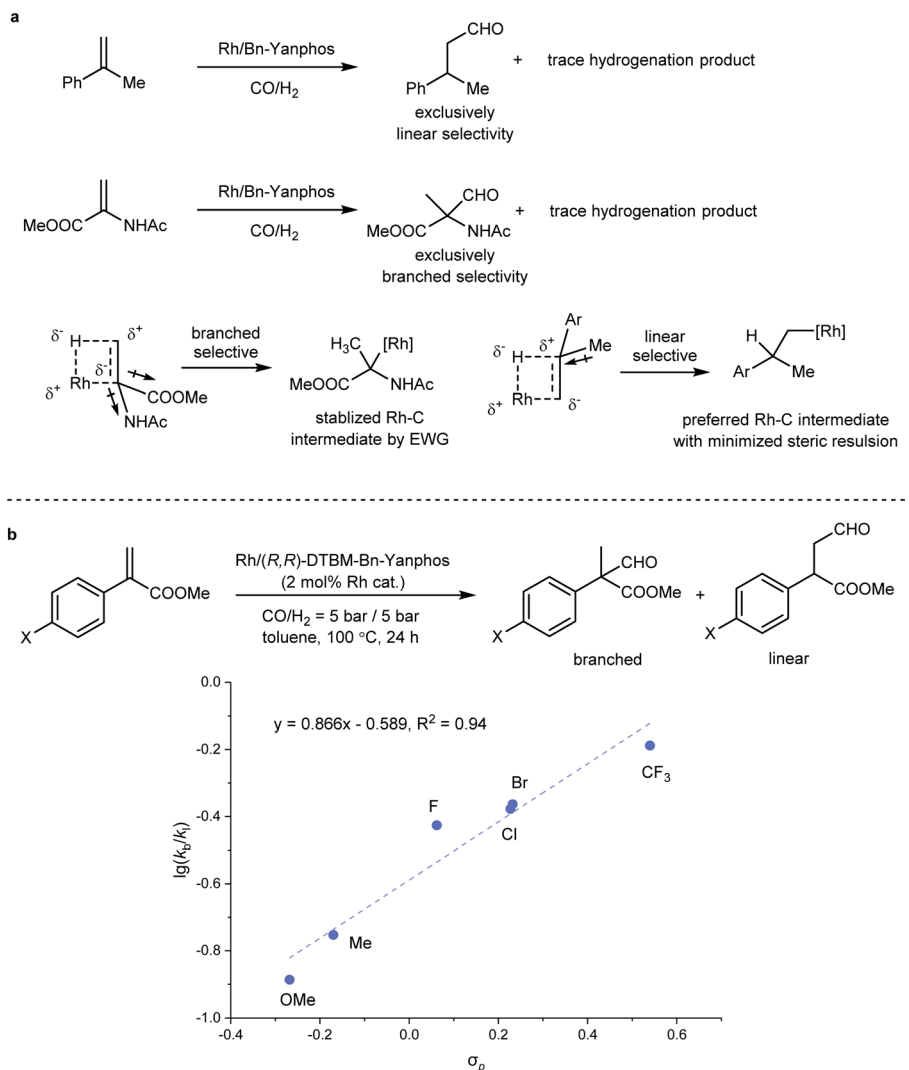 a
Ph
Me
Rh/Bn-Yanphos
CO/H₂
CHO
Ph
Me
exclusively
linear selectivity
+ trace hydrogenation product
MeOOC
NHAc
Rh/Bn-Yanphos
CO/H₂
CHO
MeOOC
NHAc
exclusively
branched selectivity
+ trace hydrogenation product
δ⁻ H δ⁺
δ⁻
δ⁺ Rh
COOMe
NHAc
branched
selective
H₃C [Rh]
MeOOC
NHAc
stablized Rh-C
intermediate by EWG
Ar
δ⁻ H δ⁺ Me
δ⁺ Rh δ⁻
linear
selective
H [Rh]
Ar
Me
preferred Rh-C intermediate
with minimized steric resulsion
b
X
COOMe
Rh/(R,R)-DTBM-Bn-Yanphos
(2 mol% Rh cat.)
CO/H₂ = 5 bar / 5 bar
toluene, 100 °C, 24 h
CHO
COOMe
X
branched
+
CHO
COOMe
X
linear
y = 0.866x - 0.589, R² = 0.94
lg(k_b/k_l)
0.0
-0.2
-0.4
-0.6
-0.8
-1.0
OMe
Me
F
Br
Cl
CF₃
-0.4 -0.2 0.0 0.2 0.4 0.6
σ_p